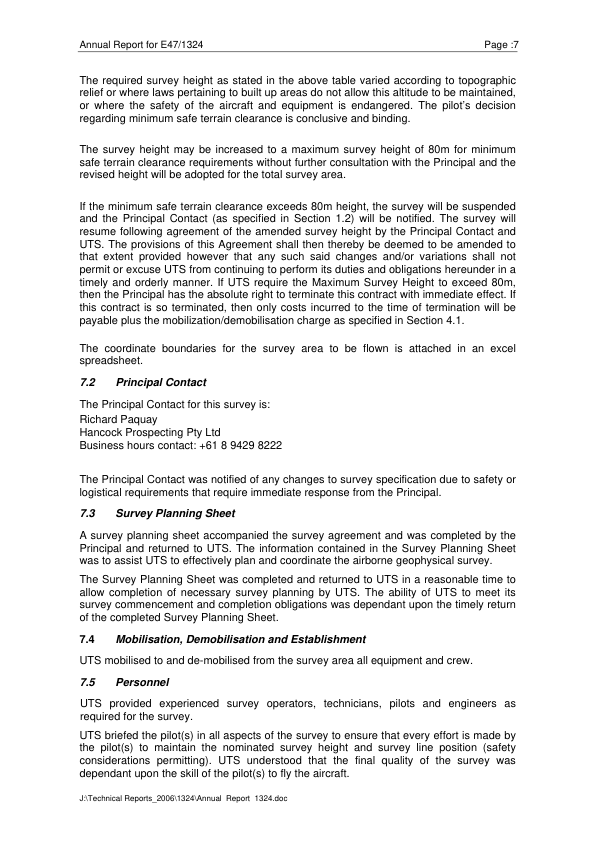 Annual Report for E47/1324 Page :7
The required survey height as stated in the above table varied according to topographic
relief or where laws pertaining to built up areas do not allow this altitude to be maintained,
or where the safety of the aircraft and equipment is endangered. The pilot's decision
regarding minimum safe terrain clearance is conclusive and binding.
The survey height may be increased to a maximum survey height of 80m for minimum
safe terrain clearance requirements without further consultation with the Principal and the
revised height will be adopted for the total survey area.
If the minimum safe terrain clearance exceeds 80m height, the survey will be suspended
and the Principal Contact (as specified in Section 1.2) will be notified. The survey will
resume following agreement of the amended survey height by the Principal Contact and
UTS. The provisions of this Agreement shall then thereby be deemed to be amended to
that extent provided however that any such said changes and/or variations shall not
permit or excuse UTS from continuing to perform its duties and obligations hereunder in a
timely and orderly manner. If UTS require the Maximum Survey Height to exceed 80m,
then the Principal has the absolute right to terminate this contract with immediate effect. If
this contract is so terminated, then only costs incurred to the time of termination will be
payable plus the mobilization/demobilisation charge as specified in Section 4.1.
The coordinate boundaries for the survey area to be flown is attached in an excel
spreadsheet.
7.2 Principal Contact
The Principal Contact for this survey is:
Richard Paquay
Hancock Prospecting Pty Ltd
Business hours contact: +61 8 9429 8222
The Principal Contact was notified of any changes to survey specification due to safety or
logistical requirements that require immediate response from the Principal.
7.3 Survey Planning Sheet
A survey planning sheet accompanied the survey agreement and was completed by the
Principal and returned to UTS. The information contained in the Survey Planning Sheet
was to assist UTS to effectively plan and coordinate the airborne geophysical survey.
The Survey Planning Sheet was completed and returned to UTS in a reasonable time to
allow completion of necessary survey planning by UTS. The ability of UTS to meet its
survey commencement and completion obligations was dependant upon the timely return
of the completed Survey Planning Sheet.
7.4 Mobilisation, Demobilisation and Establishment
UTS mobilised to and de-mobilised from the survey area all equipment and crew.
7.5 Personnel
UTS provided experienced survey operators, technicians, pilots and engineers as
required for the survey.
UTS briefed the pilot(s) in all aspects of the survey to ensure that every effort is made by
the pilot(s) to maintain the nominated survey height and survey line position (safety
considerations permitting). UTS understood that the final quality of the survey was
dependant upon the skill of the pilot(s) to fly the aircraft.
J:\Technical Reports_2006\1324\Annual Report 1324.doc